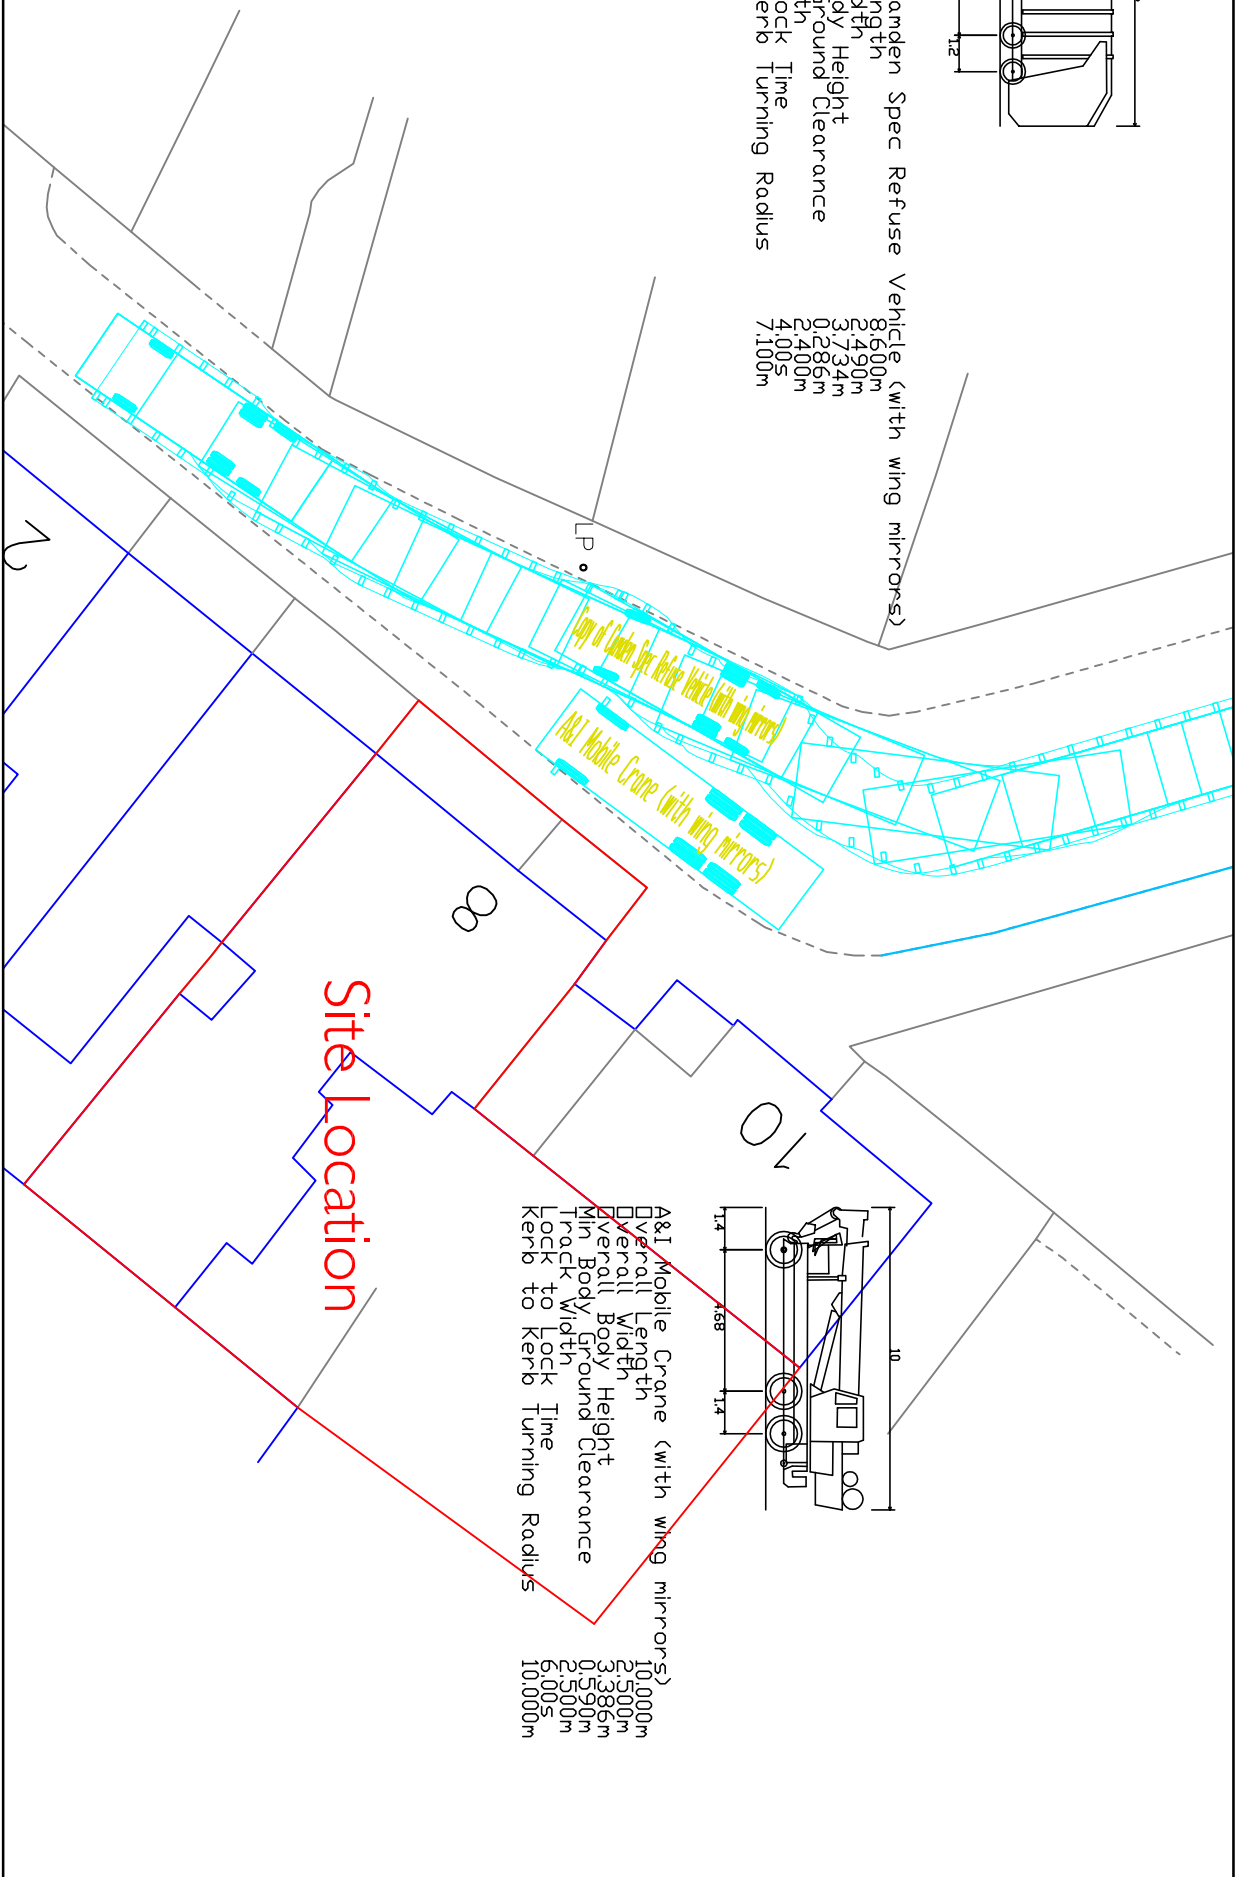 amden Spec Refuse Vehicle (with wing mirrors)
ngth 8.600m
dth 2.490m
dy Height 3.734m
round Clearance 0.286m
th 2.400m
ock Time 4.00s
erb Turning Radius 7.100m
1.2
LP
Copy of Camden Spec Refuse Vehicle (with wing mirrors)
A&I Mobile Crane (with wing mirrors)
8
10
Site Location
10
1.4
4.68
1.4
A&I Mobile Crane (with wing mirrors)
Overall Length 10.000m
Overall Width 2.500m
Overall Body Height 3.386m
Min Body Ground Clearance 0.590m
Track Width 2.500m
Lock to Lock Time 6.00s
Kerb to Kerb Turning Radius 10.000m